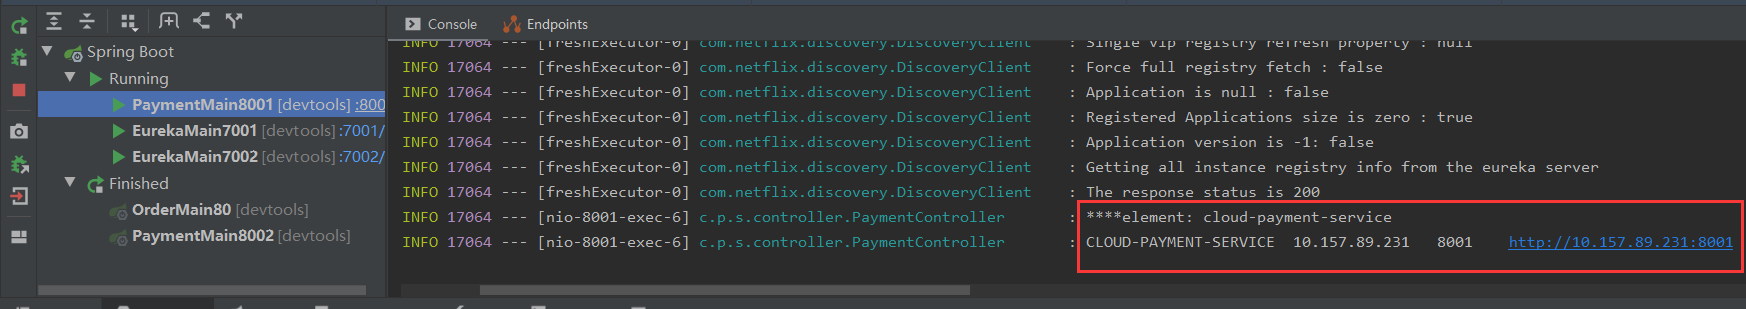 Console Endpoints
Spring Boot
Running
PaymentMain8001 [devtools] :800
EurekaMain7001 [devtools] :7001/
EurekaMain7002 [devtools] :7002/
Finished
OrderMain80 [devtools]
PaymentMain8002 [devtools]
INFO 17064 --- [freshExecutor-0] com.netflix.discovery.DiscoveryClient : Single vip registry refresh property : null
INFO 17064 --- [freshExecutor-0] com.netflix.discovery.DiscoveryClient : Force full registry fetch : false
INFO 17064 --- [freshExecutor-0] com.netflix.discovery.DiscoveryClient : Application is null : false
INFO 17064 --- [freshExecutor-0] com.netflix.discovery.DiscoveryClient : Registered Applications size is zero : true
INFO 17064 --- [freshExecutor-0] com.netflix.discovery.DiscoveryClient : Application version is -1: false
INFO 17064 --- [freshExecutor-0] com.netflix.discovery.DiscoveryClient : Getting all instance registry info from the eureka server
INFO 17064 --- [freshExecutor-0] com.netflix.discovery.DiscoveryClient : The response status is 200
INFO 17064 --- [nio-8001-exec-6] c.p.s.controller.PaymentController : ****element: cloud-payment-service
INFO 17064 --- [nio-8001-exec-6] c.p.s.controller.PaymentController : CLOUD-PAYMENT-SERVICE 10.157.89.231 8001 http://10.157.89.231:8001